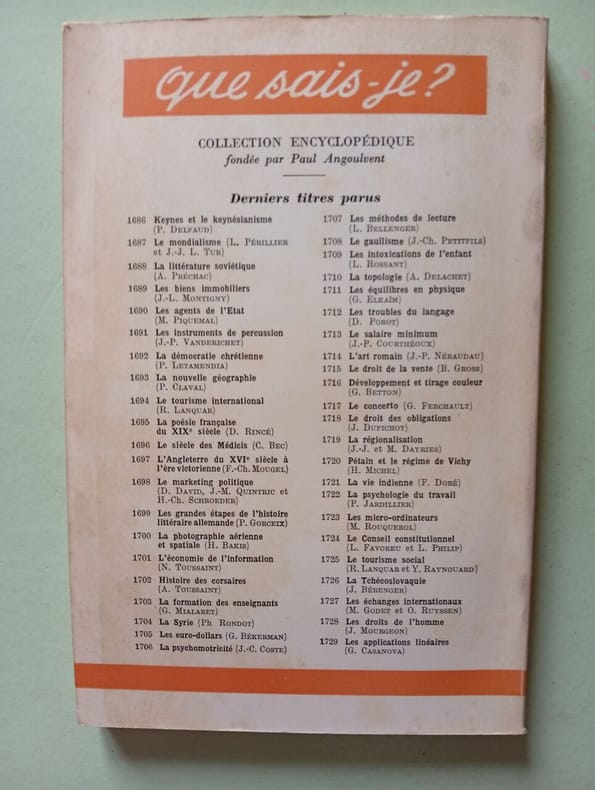 que sais-je?
COLLECTION ENCYCLOPÉDIQUE
fondée par Paul Angoulvent
Derniers titres parus
1686 Keynes et le keynésianisme
(P. DELFAUD)
1687 Le mondialisme (L. PÉRILLIER
et J.-J. L. TUR)
1688 La littérature soviétique
(A. PRÉCHAC)
1689 Les biens immobiliers
(J.-L. MONTIGNY)
1690 Les agents de l'Etat
(M. PIQUEMAL)
1691 Les instruments de percussion
(J.-P. VANDERICHET)
1692 La démocratie chrétienne
(P. LETAMENDIA)
1693 La nouvelle géographie
(P. CLAVAL)
1694 Le tourisme international
(R. LANQUAR)
1695 La poésie française
du XIXe siècle (D. RINCÉ)
1696 Le siècle des Médicis (C. BEC)
1697 L'Angleterre du XVIe siècle à
l'ère victorienne (F.-CH. MOUGEL)
1698 Le marketing politique
(D. DAVID, J.-M. QUINTRIC et
H.-CH. SCHROEDER)
1699 Les grandes étapes de l'histoire
littéraire allemande (P. GORCEIX)
1700 La photographie aérienne
et spatiale (H. BAKIS)
1701 L'économie de l'information
(N. TOUSSAINT)
1702 Histoire des corsaires
(A. TOUSSAINT)
1703 La formation des enseignants
(G. MIALARET)
1704 La Syrie (PH RONDOT)
1705 Les euro-dollars (G. BÉKERMAN)
1706 La psychomotricité (J.-C. COSTE)
1707 Les méthodes de lecture
(L. BELLENGER)
1708 Le gaullisme (J.-CH. PETITFILS)
1709 Les intoxications de l'enfant
(L. ROSSANT)
1710 La topologie (A. DELACHET)
1711 Les équilibres en physique
(G. ELKAÏM)
1712 Les troubles du langage
(D. POROT)
1713 Le salaire minimum
(J.-P. COURTHÉOUX)
1714 L'art romain (J.-P. NÉRAUDAU)
1715 Le droit de la vente (B. GROSS)
1716 Développement et tirage couleur
(G. BETTON)
1717 Le concerto (G. FERCHAULT)
1718 Le droit des obligations
(J. DUPICHOT)
1719 La régionalisation
(J.-J. et M. DAYRIES)
1720 Pétain et le régime de Vichy
(H. MICHEL)
1721 La vie indienne (F. DORÉ)
1722 La psychologie du travail
(P. JARDILLIER)
1723 Les micro-ordinateurs
(M. ROUQUEROL)
1724 Le Conseil constitutionnel
(L. FAVOREU et L. PHILIP)
1725 Le tourisme social
(R. LANQUAR et Y. RAYNOUARD)
1726 La Tchécoslovaquie
(J. BÉRENGER)
1727 Les échanges internationaux
(M. GODET et O. RUYSSEN)
1728 Les droits de l'homme
(J. MOURGEON)
1729 Les applications linéaires
(G. CASANOVA)